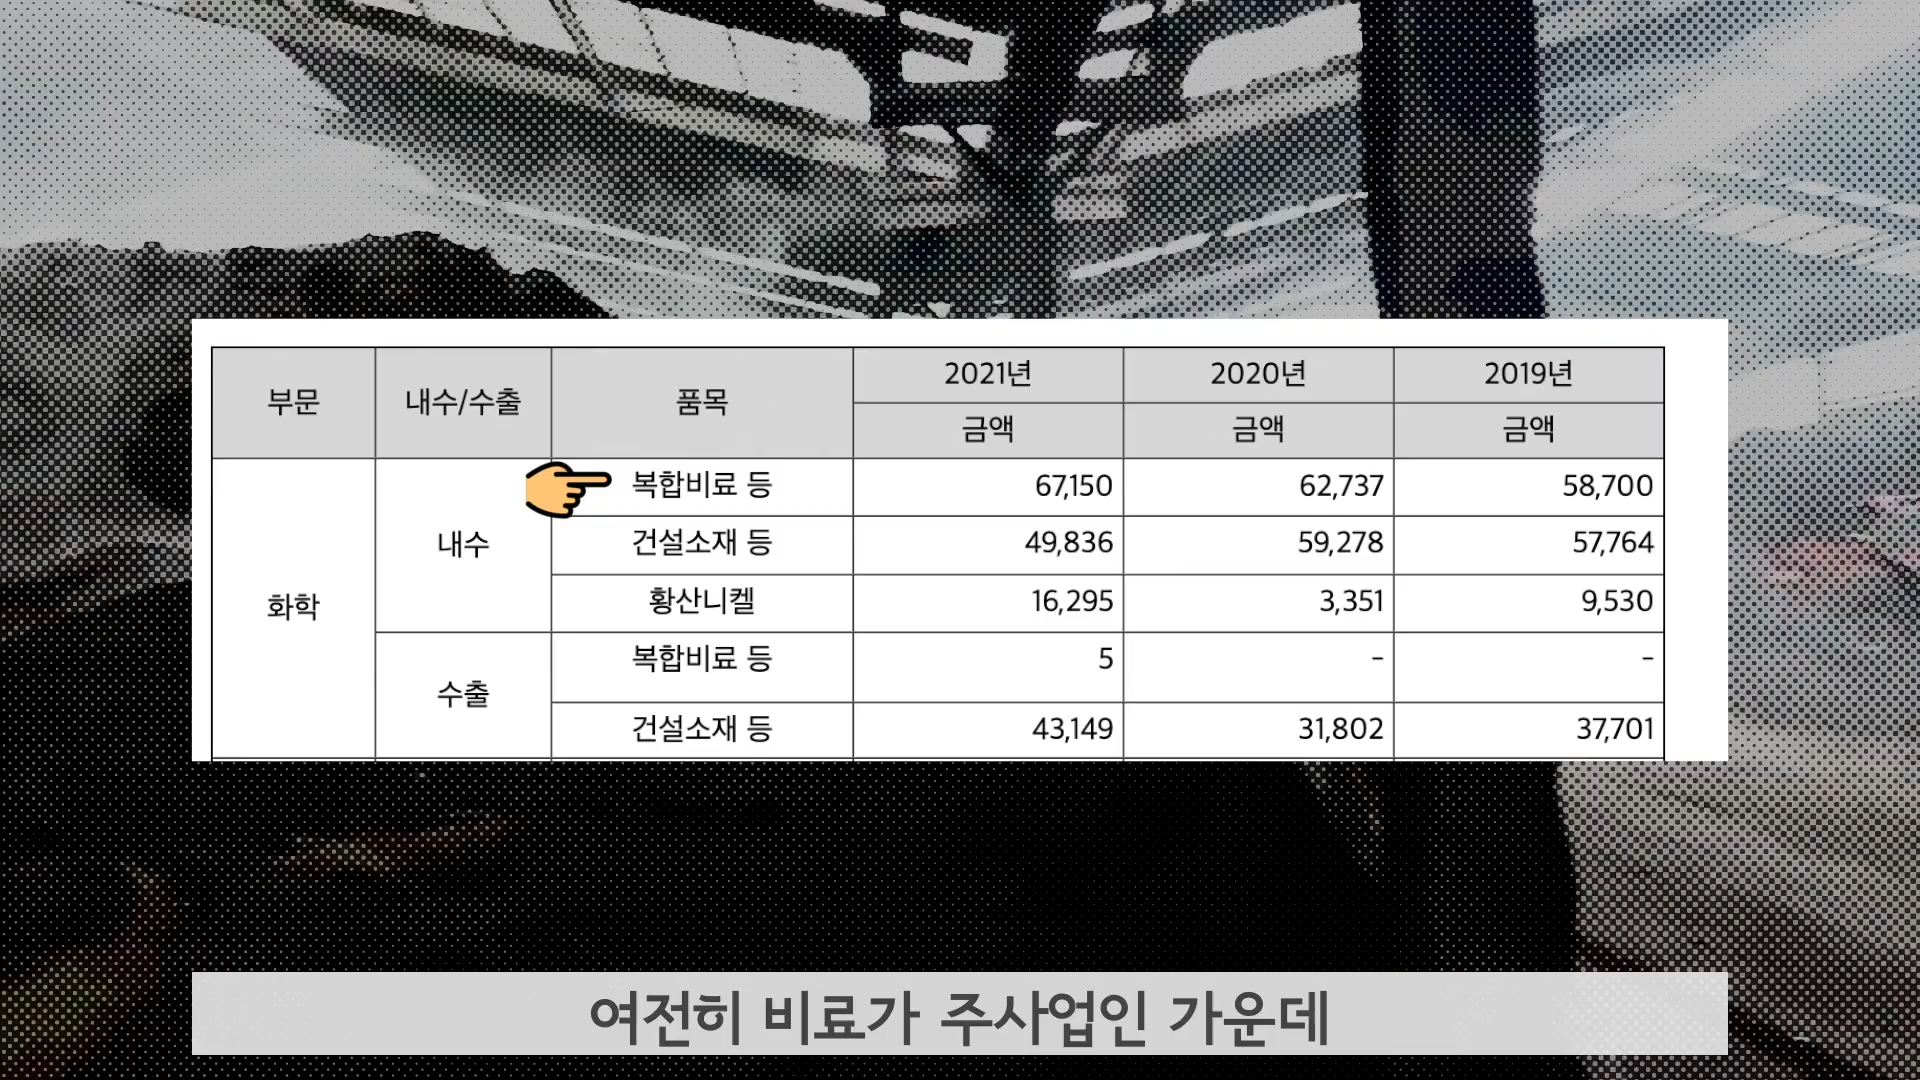 부문 내수/수출 품목 2021년 2020년 2019년
금액 금액 금액
화학 내수 복합비료 등 67,150 62,737 58,700
건설소재 등 49,836 59,278 57,764
황산니켈 16,295 3,351 9,530
수출 복합비료 등 5 - -
건설소재 등 43,149 31,802 37,701
여전히 비료가 주사업인 가운데